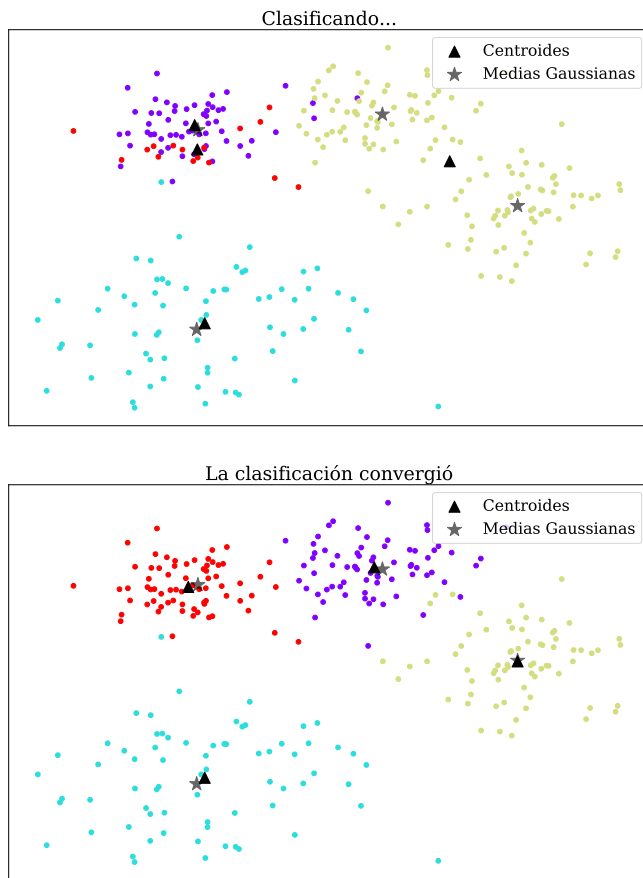 Clasificando...
Centroides
Medias Gaussianas
La clasificación convergió
Centroides
Medias Gaussianas